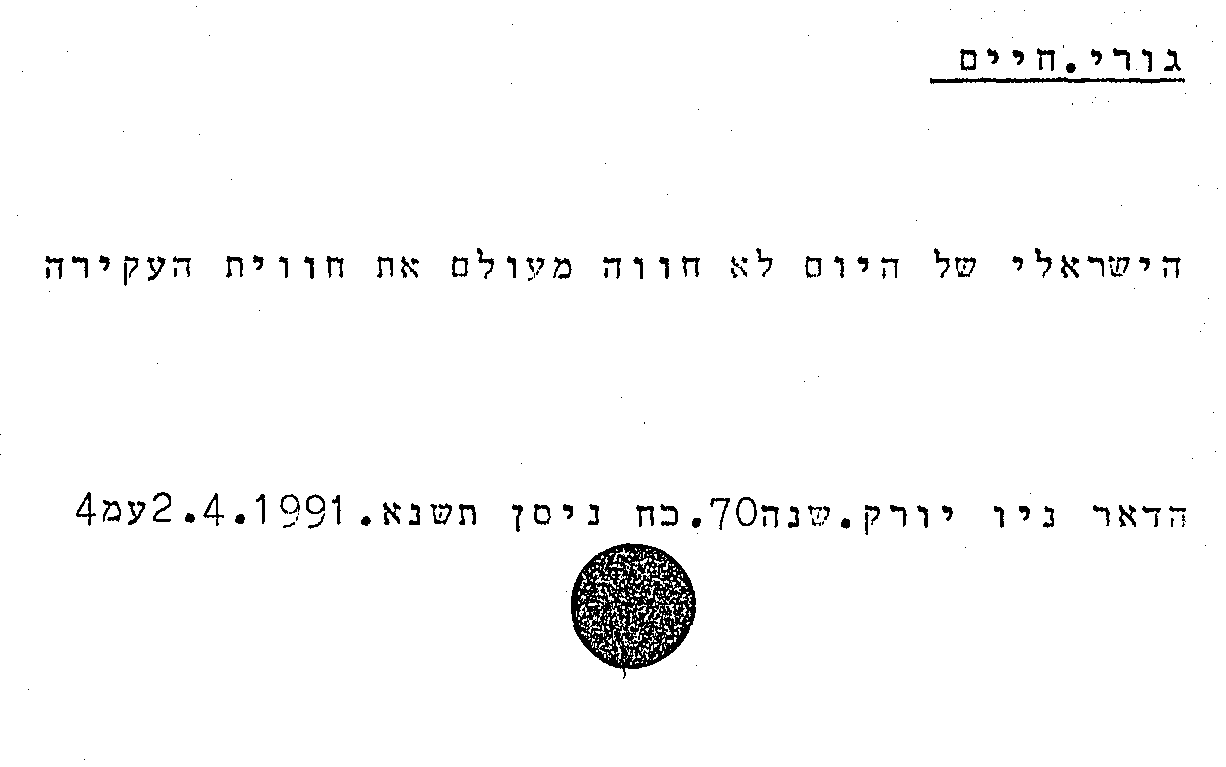 גורי.חיים
הישראלי של היום לא חווה מעולם את חווית העקירה
הדאר ניו יורק.שנה70.כח ניסן תשנא.2.4.1991עמ4